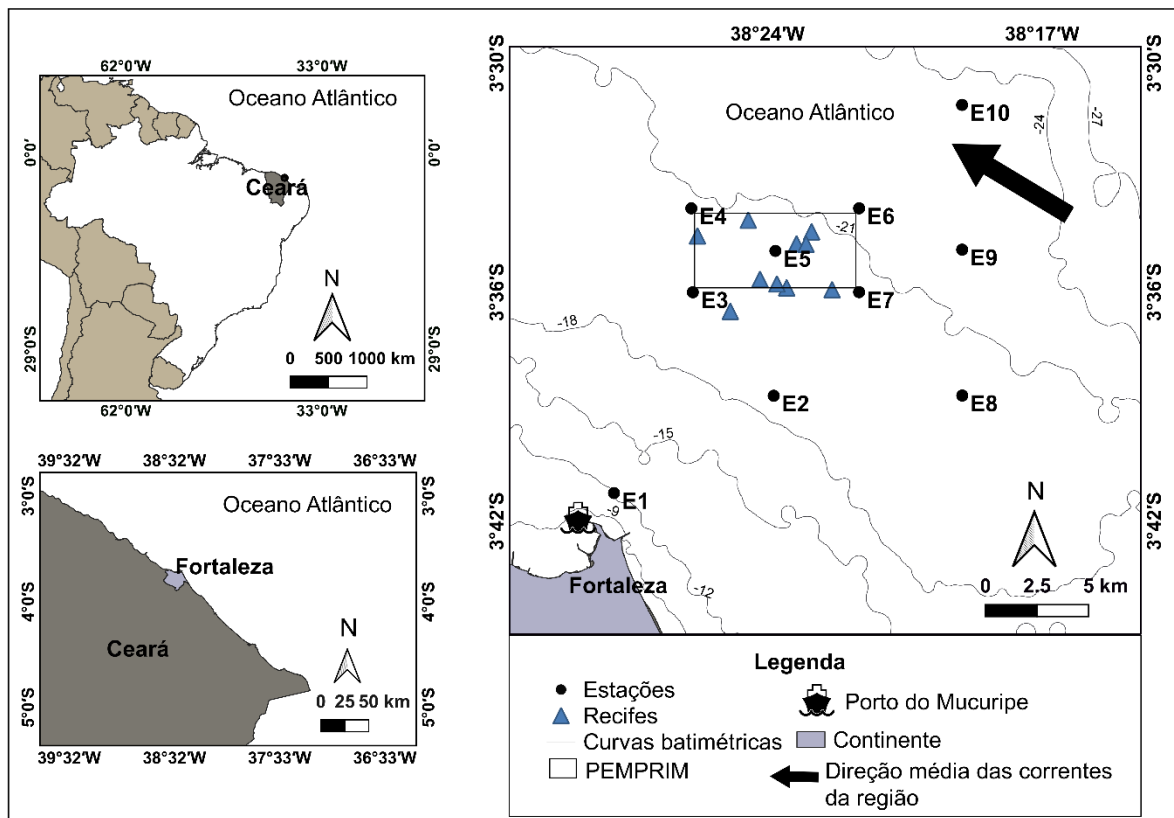 62°0'W 33°0'W
Oceano Atlântico
0°0' 0°0'
Ceará
N
0 500 1000 km
29°0'S 29°0'S
62°0'W 33°0'W
39°32'W 38°32'W 37°33'W 36°33'W
3°0'S 3°0'S
Oceano Atlântico
Fortaleza
4°0'S 4°0'S
Ceará
N
0 25 50 km
5°0'S 5°0'S
39°32'W 38°32'W 37°33'W 36°33'W
38°24'W 38°17'W
3°30'S 3°30'S
Oceano Atlântico
E10
-24
-27
E4
E6
-21
E5
E9
3°36'S 3°36'S
E3
E7
-18
E2
E8
-15
E1
-9
3°42'S 3°42'S
N
Fortaleza
-12
0 2.5 5 km
Legenda
Estações
Porto do Mucuripe
Recifes
Curvas batimétricas
Continente
PEMPRIM
Direção média das correntes
da região